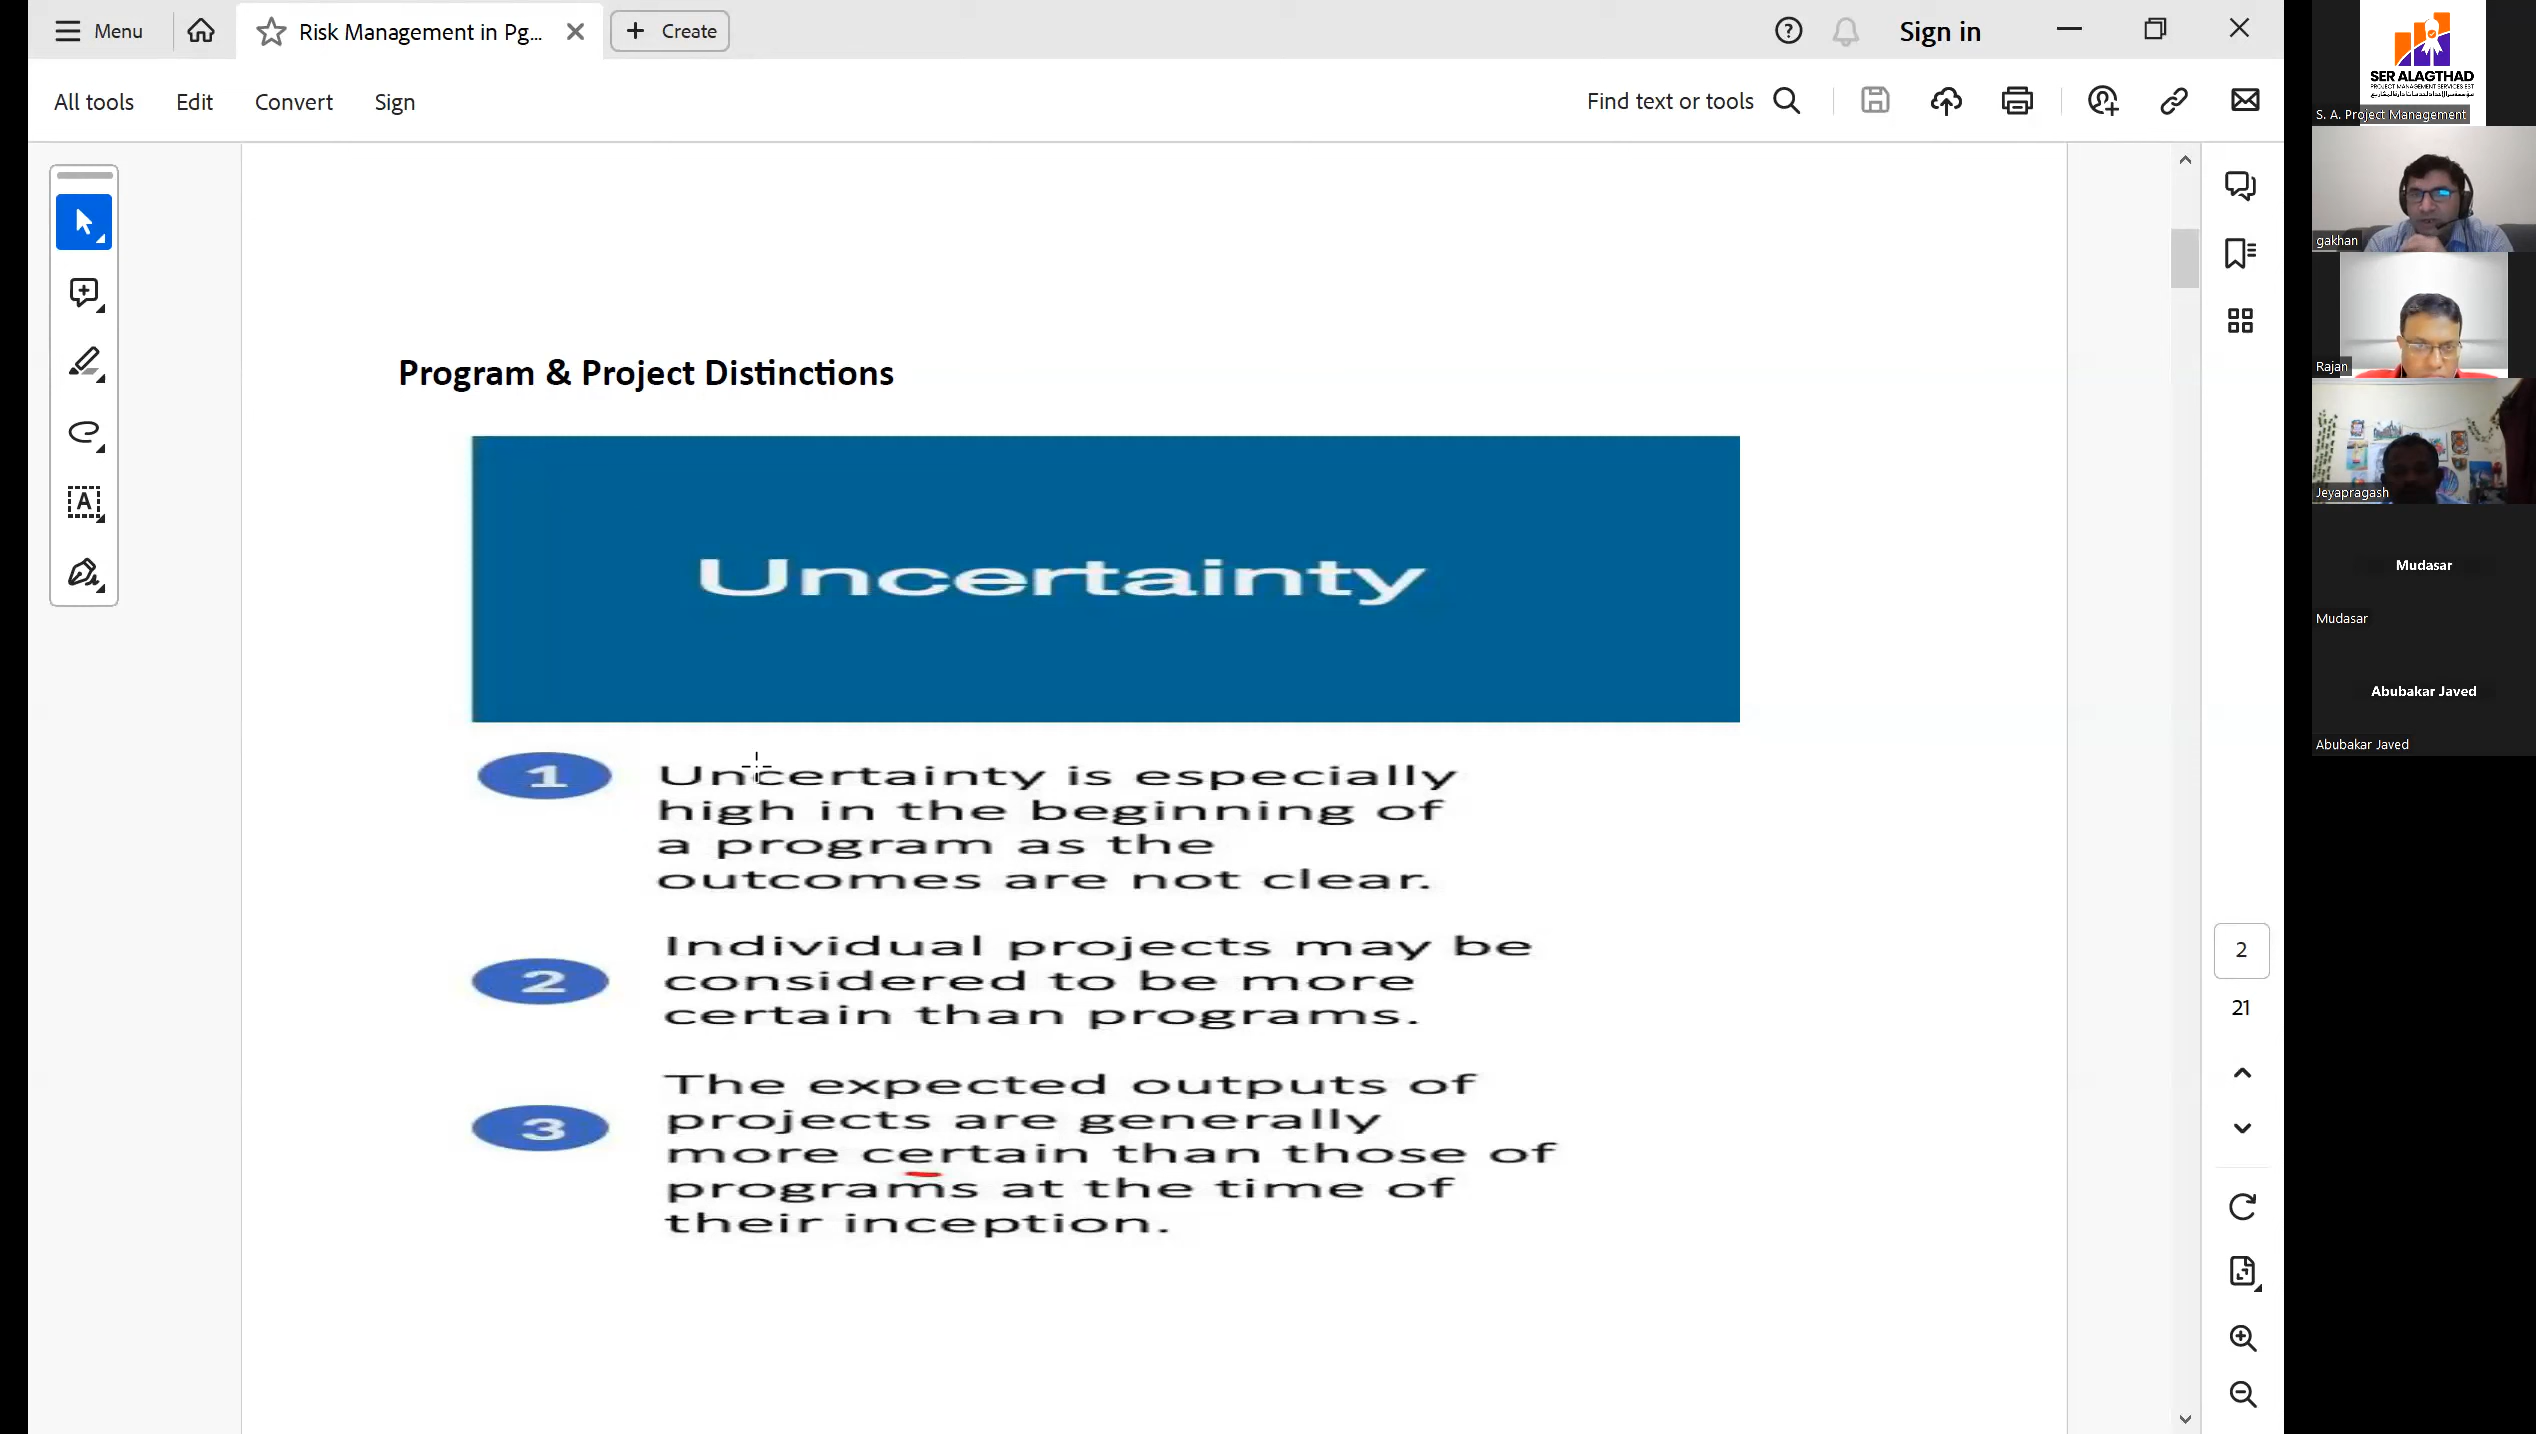 Menu
Risk Management in Pg...
Create
Sign in
All tools
Edit
Convert
Sign
Find text or tools
Program & Project Distinctions
Uncertainty
1
Uncertainty is especially
high in the beginning of
a program as the
outcomes are not clear.
2
Individual projects may be
considered to be more
certain than programs.
3
The expected outputs of
projects are generally
more certain than those of
programs at the time of
their inception.
2
21
SER ALAGTHAD
PROJECT MANAGEMENT SERVICES EST
S. A. Project Management
gakhan
Rajan
Jeyapragash
Mudasar
Mudasar
Abubakar Javed
Abubakar Javed